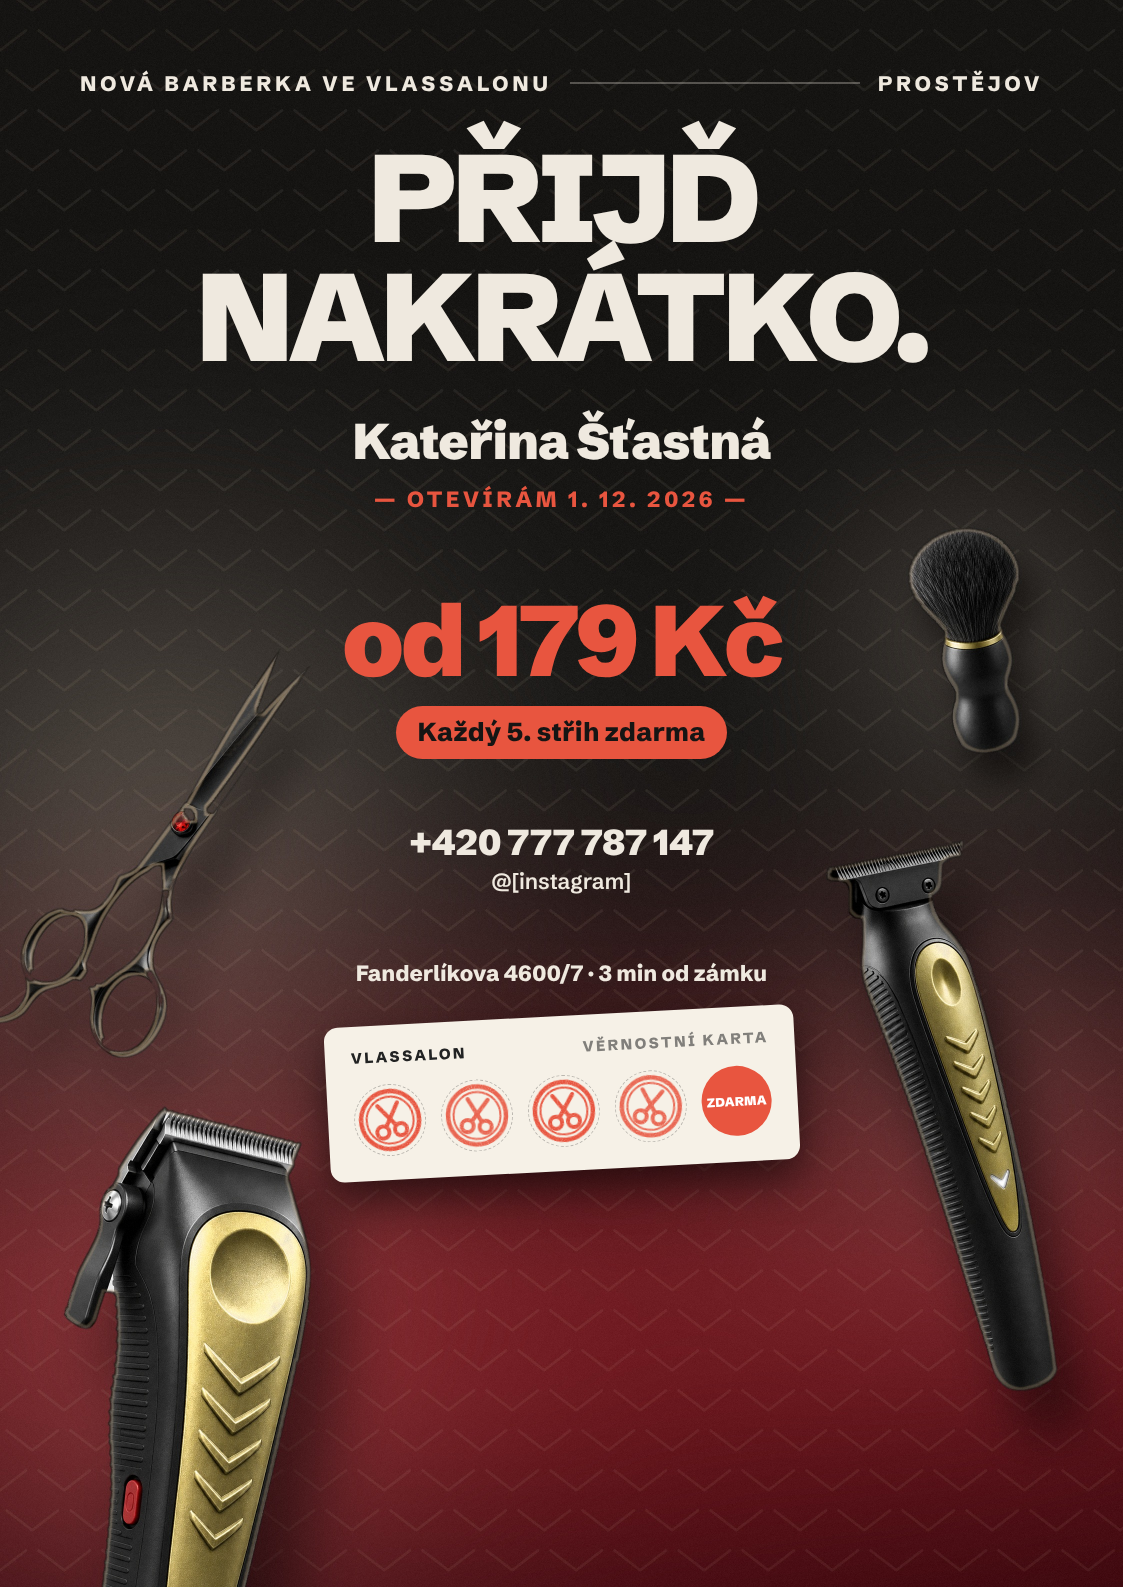 NOVÁ BARBERKA VE VLASSALONU PROSTĚJOV
PŘIJĎ
NAKRÁTKO.
Kateřina Šťastná
— OTEVÍRÁM 1. 12. 2026 —
od 179 Kč
Každý 5. střih zdarma
+420 777 787 147
@[instagram]
Fanderlíkova 4600/7 · 3 min od zámku
VLASSALON VĚRNOSTNÍ KARTA
ZDARMA